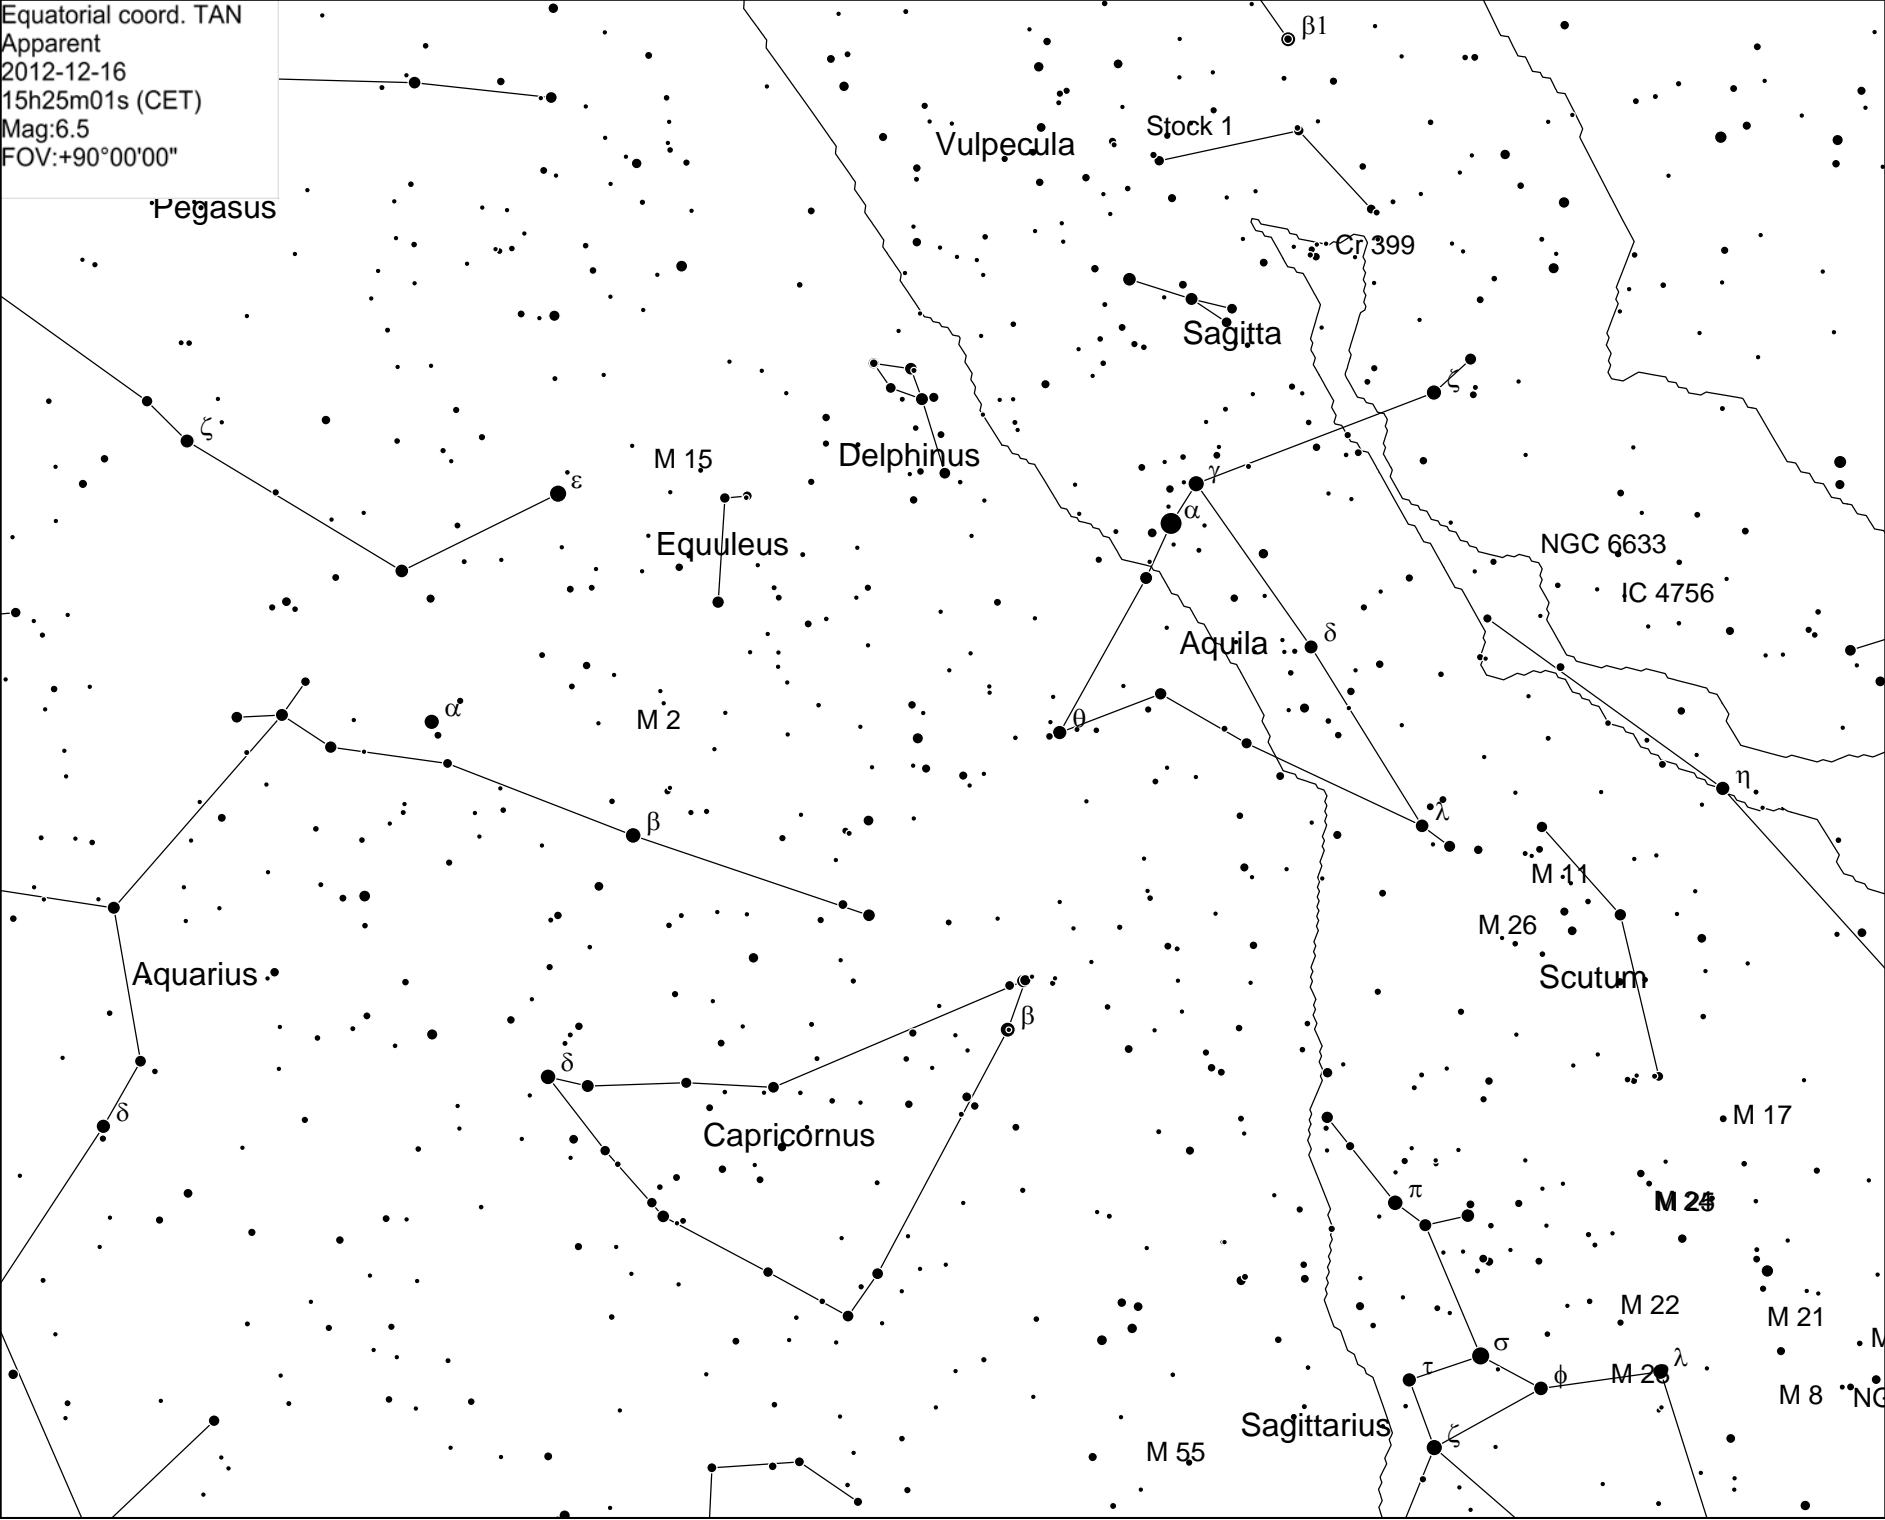 Equatorial coord. TAN
Apparent
2012-12-16
15h25m01s (CET)
Mag:6.5
FOV:+90°00'00"
β1
Stock 1
Vulpecula
Pegasus
Cr 399
Sagitta
ζ
ζ
Delphinus
M 15
γ
ε
α
Equuleus
NGC 6633
IC 4756
Aquila
δ
α
M 2
θ
η
λ
β
M 11
M 26
Aquarius
Scutum
β
δ
δ
M 17
Capricornus
π
M 22
M 21
σ
λ
τ
φ
M 8
Sagittarius
ζ
M 55